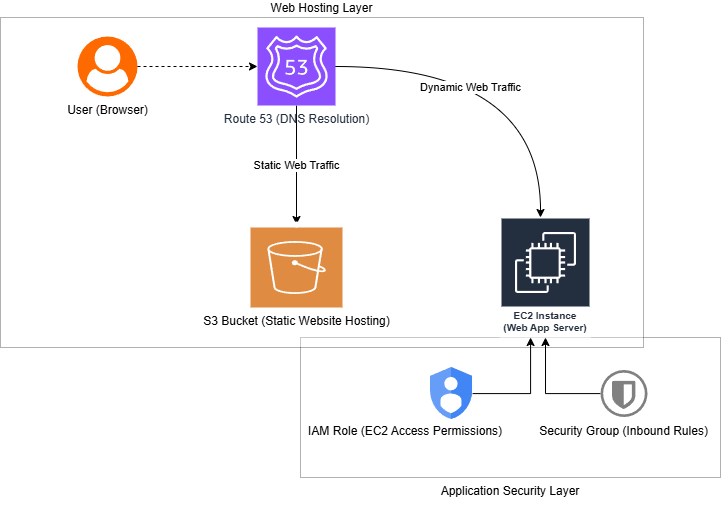 Web Hosting Layer
53
User (Browser)
Route 53 (DNS Resolution)
Dynamic Web Traffic
Static Web Traffic
S3 Bucket (Static Website Hosting)
EC2 Instance
(Web App Server)
IAM Role (EC2 Access Permissions)
Security Group (Inbound Rules)
Application Security Layer